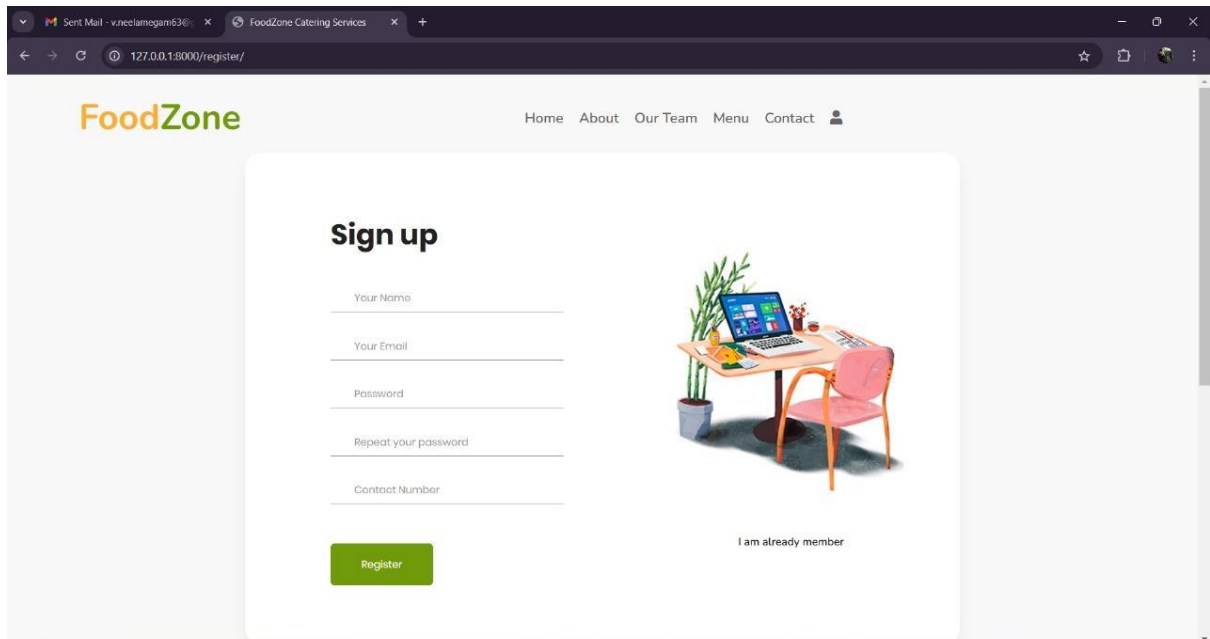 Sent Mail - v.neelamegam63@
FoodZone Catering Services
127.0.0.1:8000/register/
FoodZone
Home About Our Team Menu Contact
Sign up
Your Name
Your Email
Password
Repeat your password
Contact Number
I am already member
Register